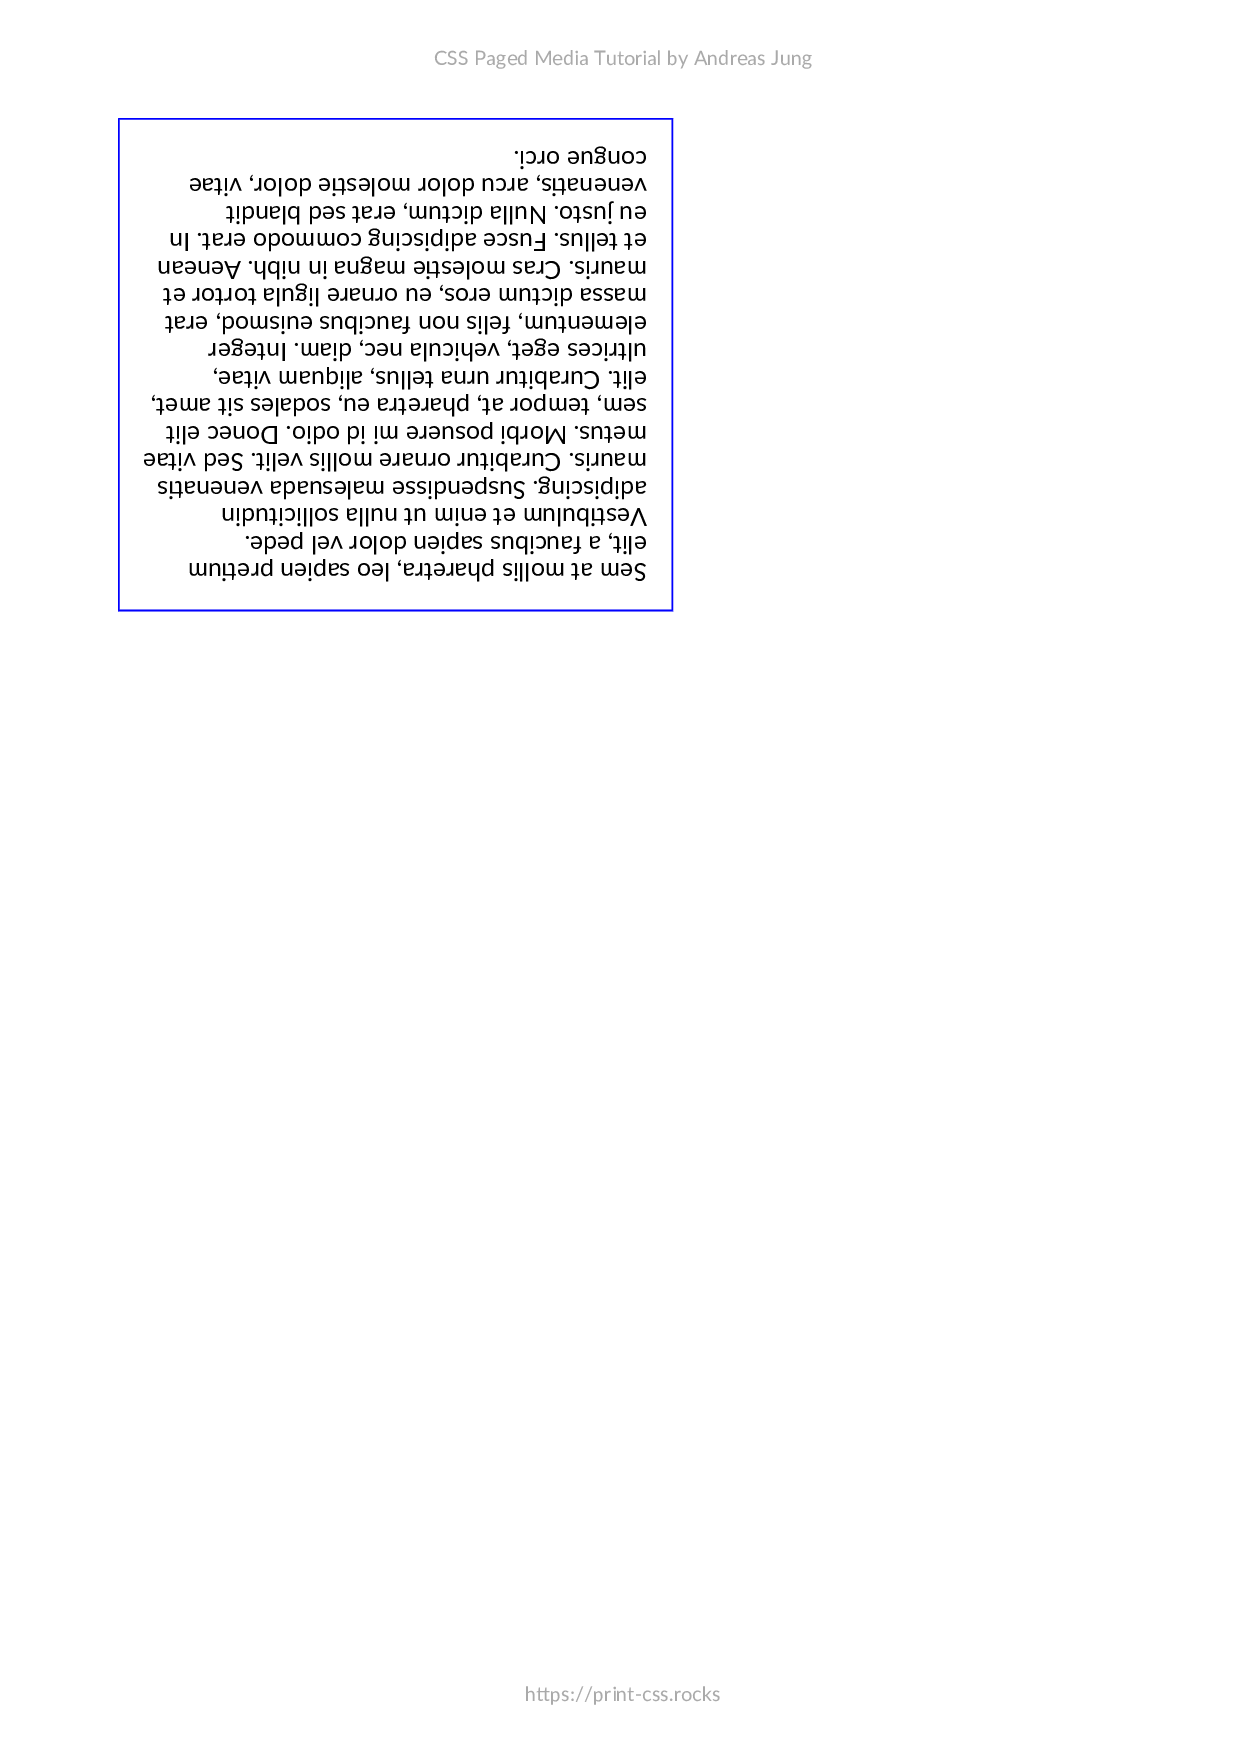 CSS Paged Media Tutorial by Andreas Jung
Sem at mollis pharetra, leo sapien pretium
elit, a faucibus sapien dolor vel pede.
Vestibulum et enim ut nulla sollicitudin
adipiscing. Suspendisse malesuada venenatis
mauris. Curabitur ornare mollis velit. Sed vitae
metus. Morbi posuere mi id odio. Donec elit
sem, tempor at, pharetra eu, sodales sit amet,
elit. Curabitur urna tellus, aliquam vitae,
ultrices eget, vehicula nec, diam. Integer
elementum, felis non faucibus euismod, erat
massa dictum eros, eu ornare ligula tortor et
mauris. Cras molestie magna in nibh. Aenean
et tellus. Fusce adipiscing commodo erat. In
eu justo. Nulla dictum, erat sed blandit
venenatis, arcu dolor molestie dolor, vitae
congue orci.
https://print-css.rocks